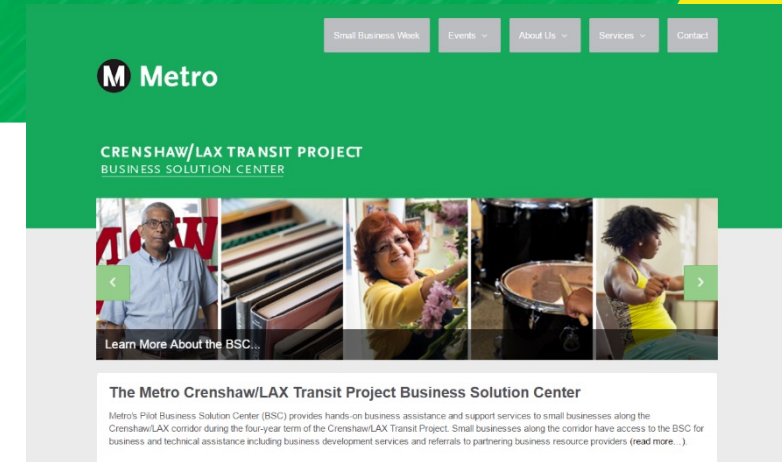 Small Business Week Events About Us Services Contact
M Metro
CRENSHAW/LAX TRANSIT PROJECT
BUSINESS SOLUTION CENTER
Learn More About the BSC...
The Metro Crenshaw/LAX Transit Project Business Solution Center
Metro's Pilot Business Solution Center (BSC) provides hands-on business assistance and support services to small businesses along the
Crenshaw/LAX corridor during the four-year term of the Crenshaw/LAX Transit Project. Small businesses along the corridor have access to the BSC for
business and technical assistance including business development services and referrals to partnering business resource providers (read more...).